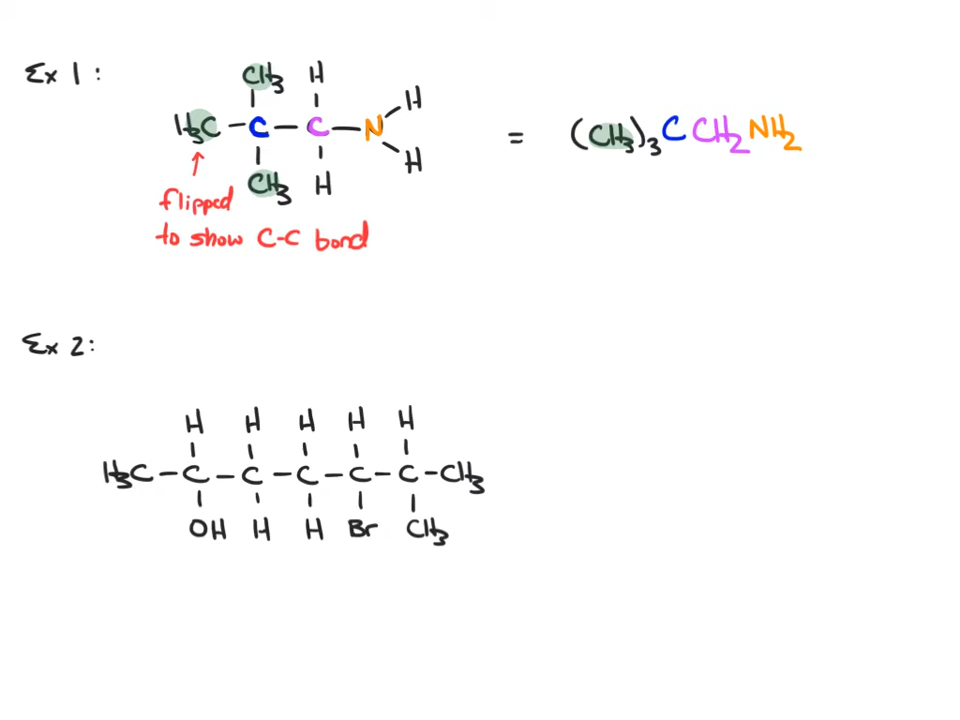 Ex 1:
CH₃ H
H₃C – C – C – N H = (CH₃)₃CCH₂NH₂
H
CH₃ H
flipped
to show C-C bond
Ex 2:
H H H H H
H₃C – C – C – C – C – C – CH₃
OH H H Br CH₃